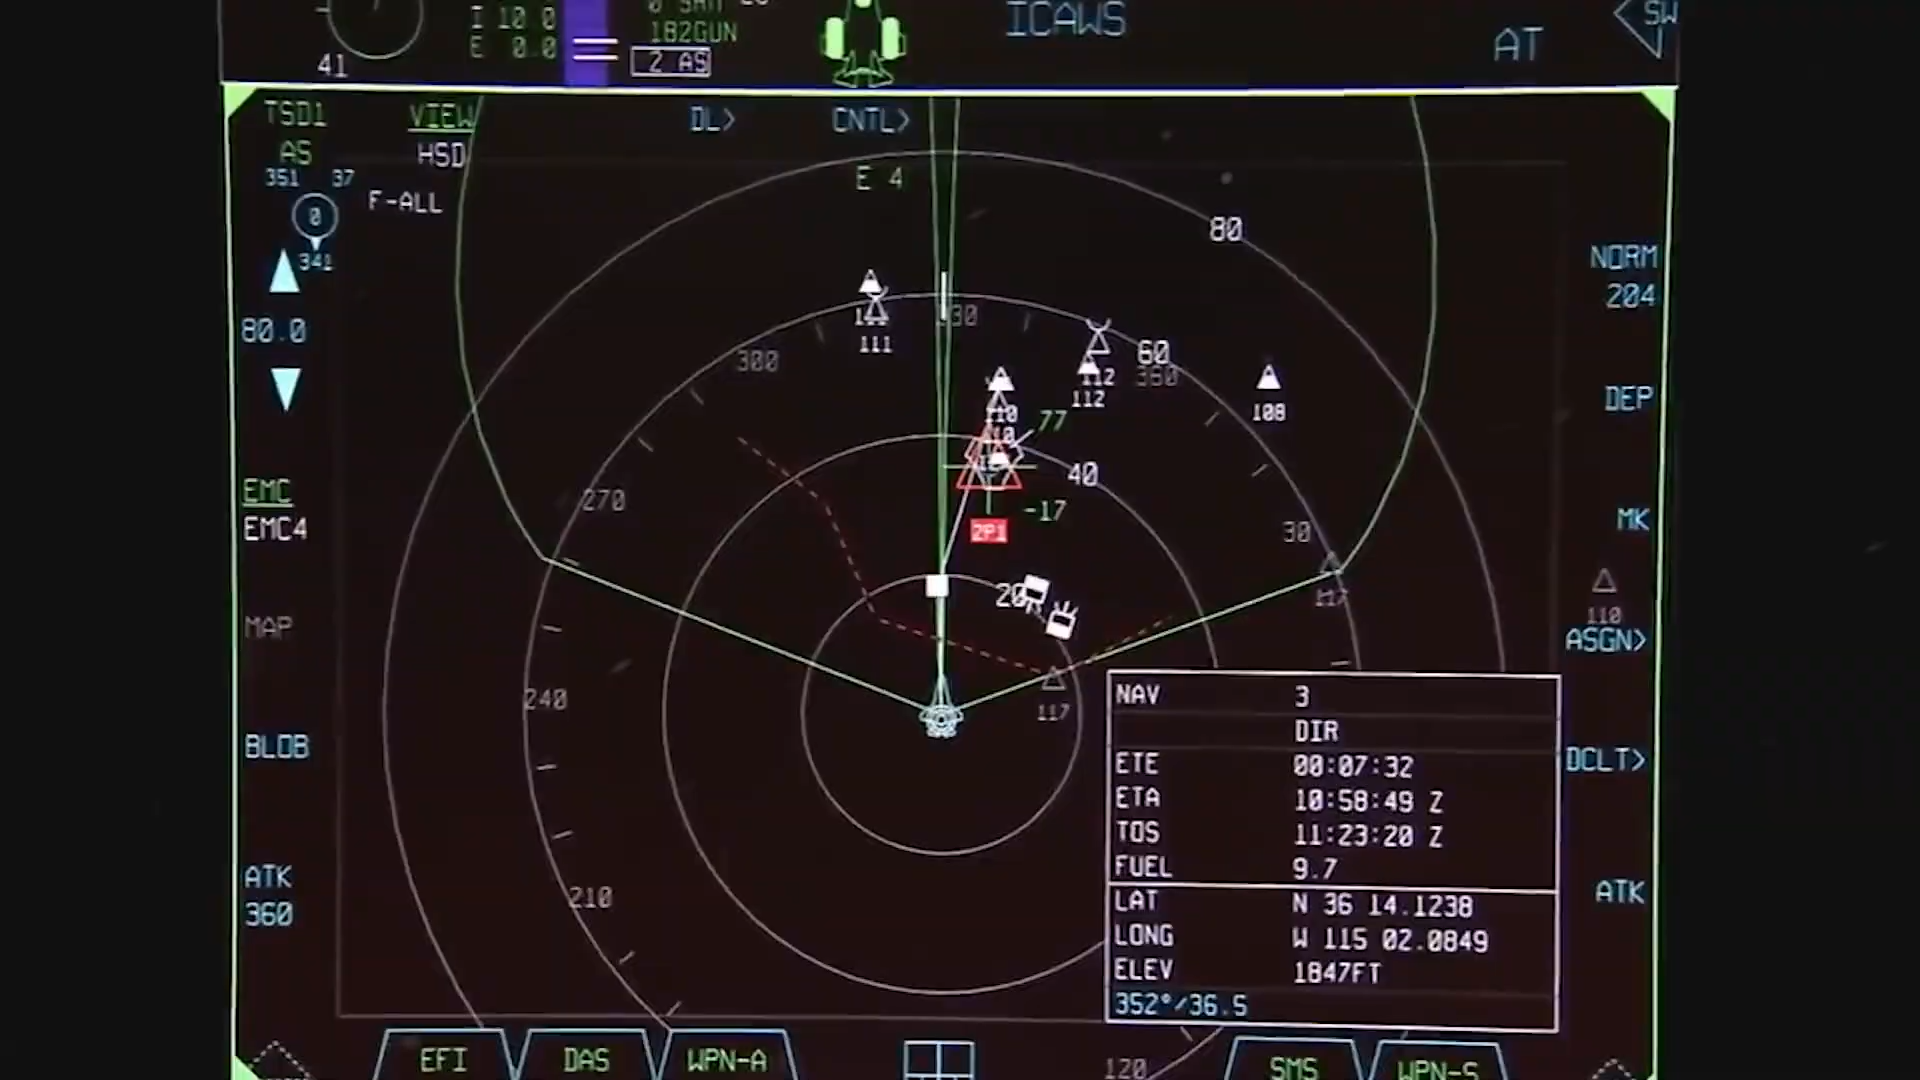 I 10.0
E 0.0
182GUN
2 AS
41
ICAWS
AT
SW
TSD1
VIEW
DL>
CNTL>
AS
HSD
351 37
F-ALL
E 4
0
341
80
NORM
204
80.0
300
330
111
60
360
112
112
108
110
77
DEP
40
EMC
EMC4
270
-17
2P1
30
MK
20
117
110
MAP
ASGN>
240
117
BLOB
DCLT>
NAV 3
DIR
ETE 00:07:32
ETA 10:58:49 Z
TOS 11:23:20 Z
FUEL 9.7
LAT N 36 14.1238
LONG W 115 02.0849
ELEV 1847FT
352°/36.5
ATK
360
210
ATK
EFI
DAS
WPN-A
120
SMS
WPN-S